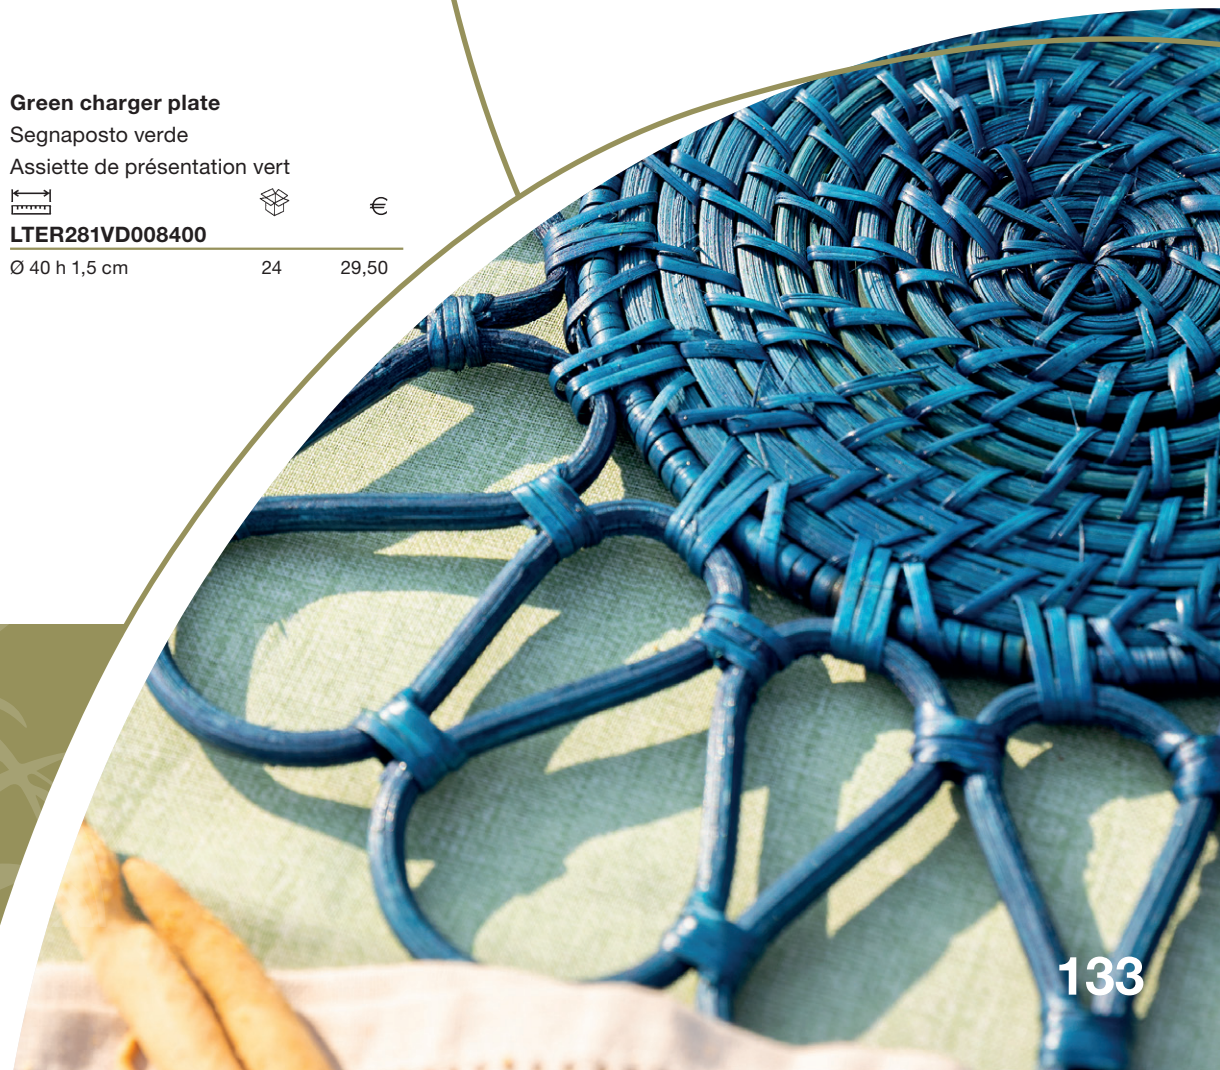 Green charger plate
Segnaposto verde
Assiette de présentation vert
€
LTER281VD008400
Ø 40 h 1,5 cm 24 29,50
133